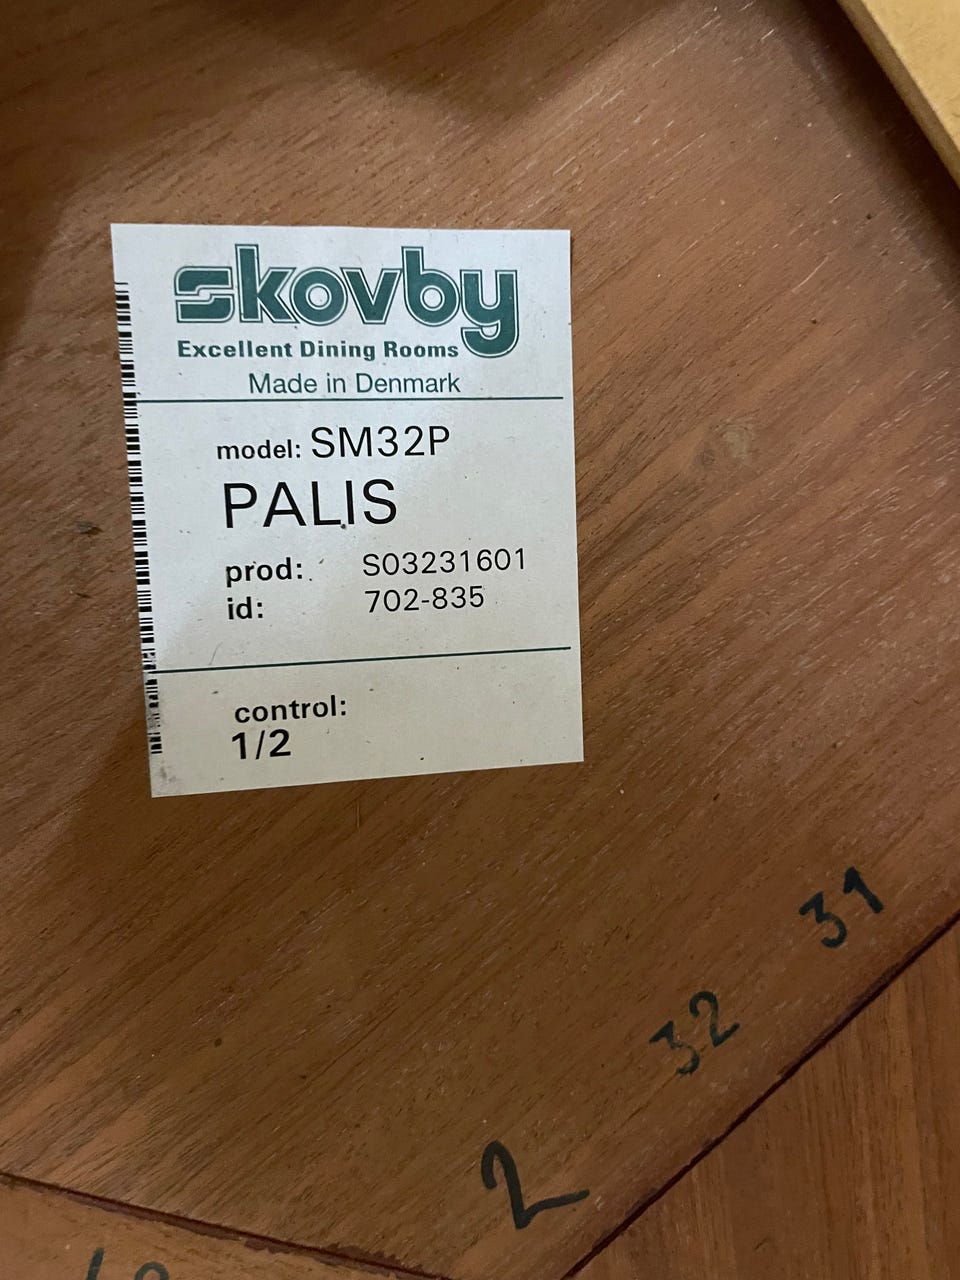 skovby
Excellent Dining Rooms
Made in Denmark
model: SM32P
PALIS
prod: S03231601
id: 702-835
control:
1/2
31
32
2